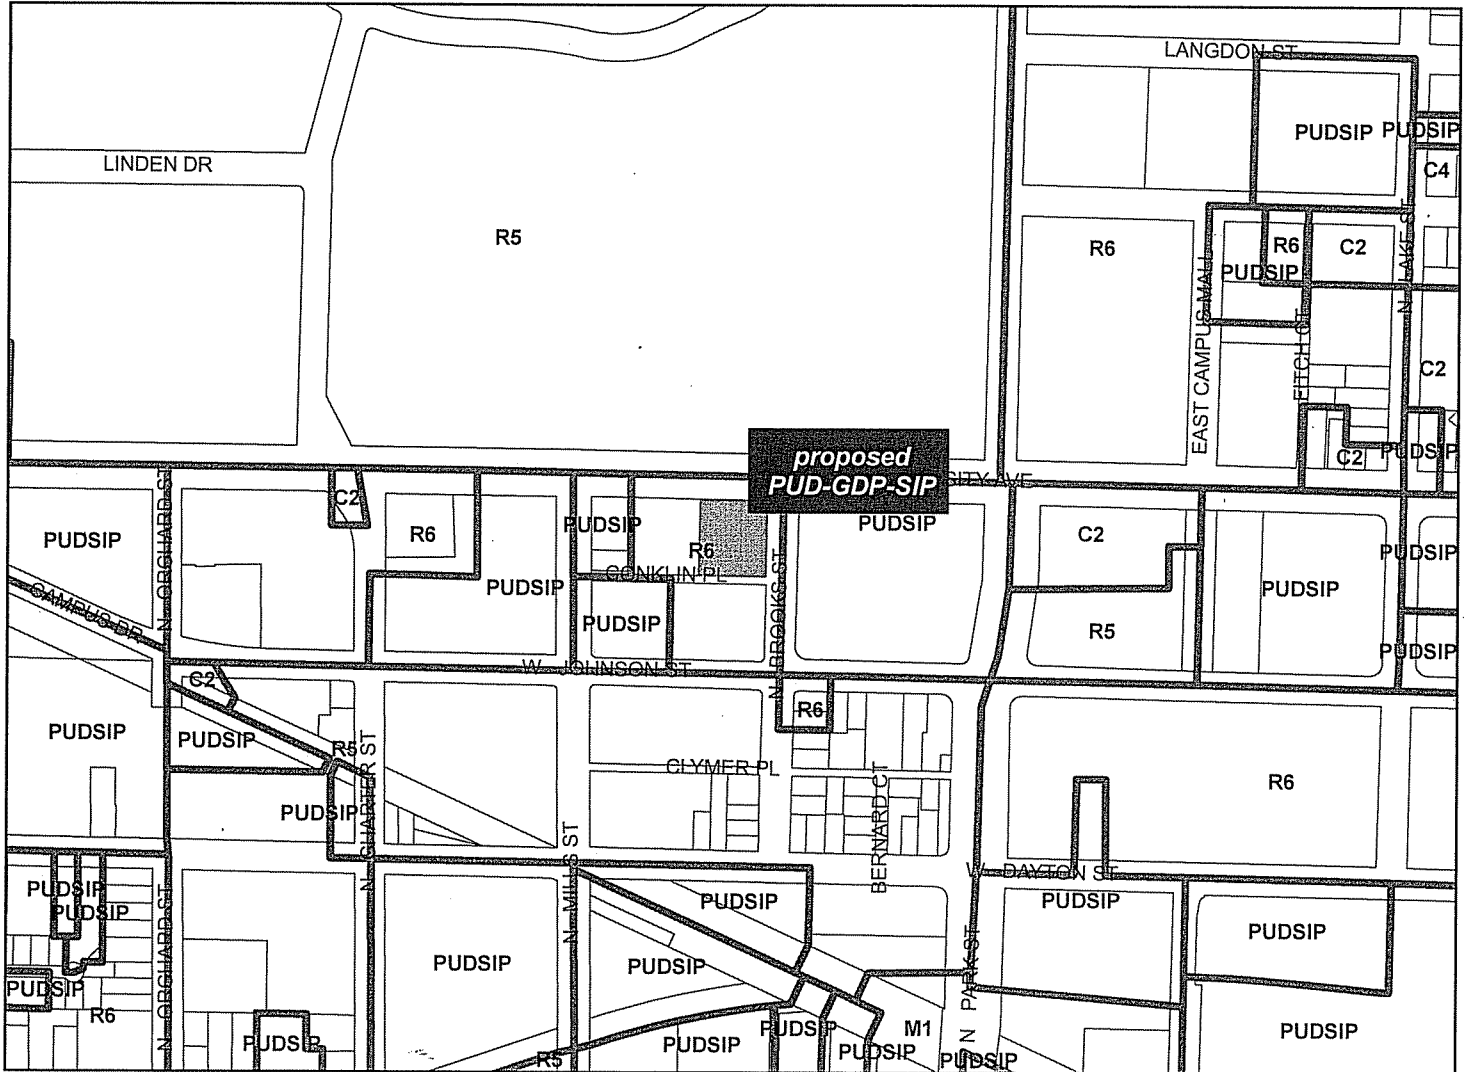 LANGDON ST
PUDSIP
PUDSIP
LINDEN DR
C4
R5
R6
R6
C2
PUDSIP
N LAKE ST
EAST CAMPUS MALL
FITCH CT
C2
proposed
PUD-GDP-SIP
C2
PUDSIP
SITY AVE
N ORCHARD ST
C2
PUDSIP
R6
PUDSIP
R6
PUDSIP
C2
PUDSIP
CONKLIN PL
PUDSIP
PUDSIP
PUDSIP
N BROOKS ST
CAMPUS DR
R5
PUDSIP
W JOHNSON ST
C2
R6
PUDSIP
PUDSIP
R5
N CHARTER ST
CLYMER PL
R6
PUDSIP
BERNARD CT
N MILLS ST
W DAYTON ST
PUDSIP
PUDSIP
PUDSIP
PUDSIP
PUDSIP
N ORCHARD ST
PUDSIP
PUDSIP
N PARK ST
PUDSIP
R6
PUDSIP
R5
PUDSIP
PUDSIP
PUDSIP
M1
PUDSIP
PUDSIP